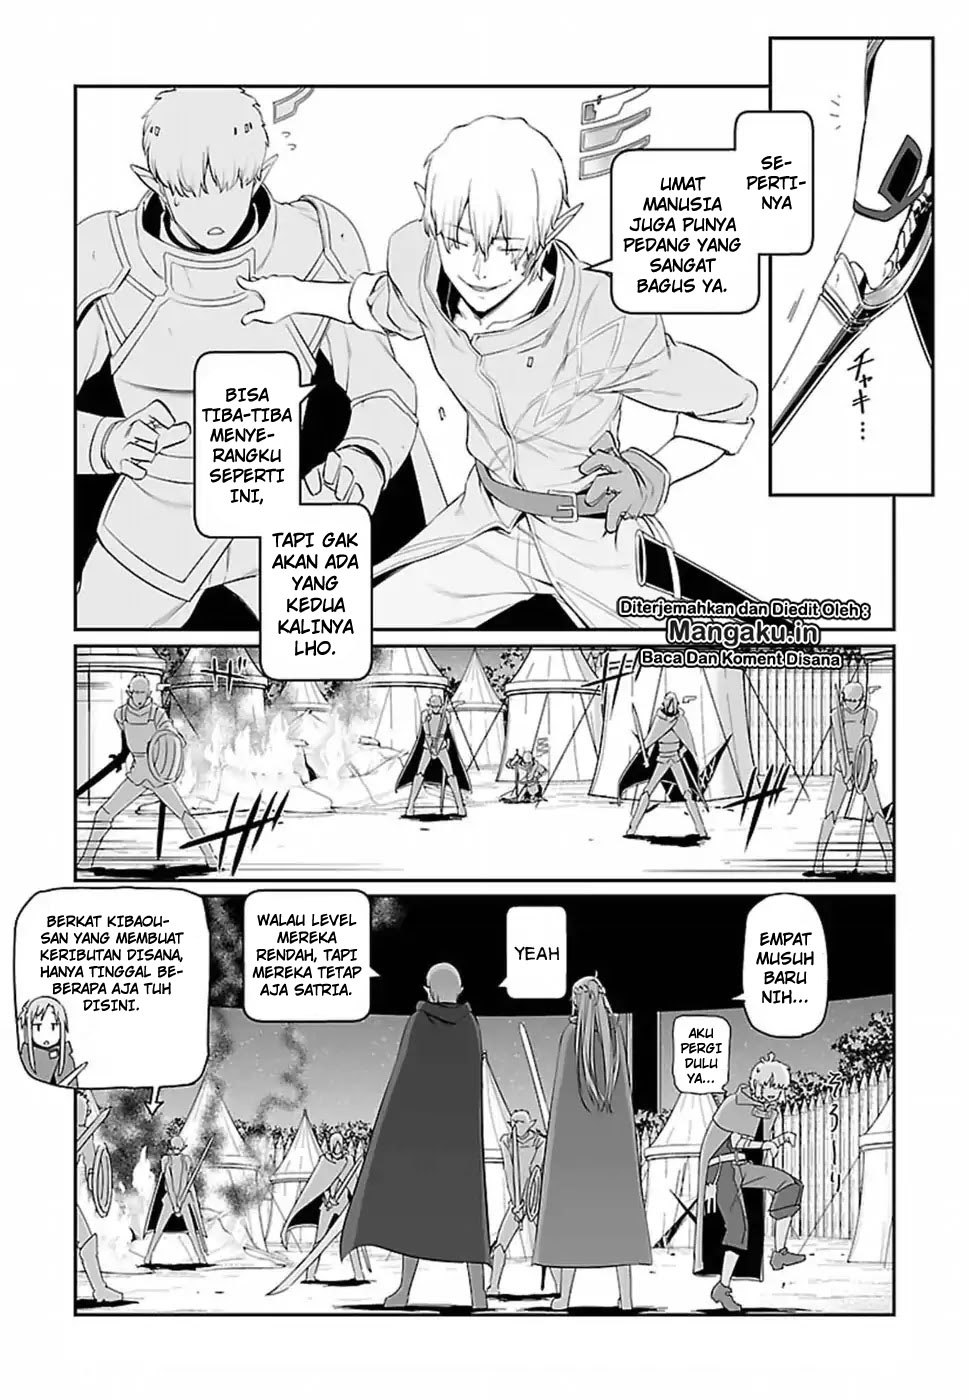 チャキ…
SE-
PERTI-
NYA
UMAT
MANUSIA
JUGA PUNYA
PEDANG YANG
SANGAT
BAGUS YA.
BISA
TIBA-TIBA
MENYE-
RANGKU
SEPERTI
INI,
TAPI GAK
AKAN ADA
YANG
KEDUA
KALINYA
LHO.
Diterjemahkan dan Diedit Oleh :
Mangaku.in
Baca Dan Koment Disana
EMPAT
MUSUH
BARU
NIH...
AKU
PERGI
DULU
YA...
YEAH
WALAU LEVEL
MEREKA
RENDAH, TAPI
MEREKA TETAP
AJA SATRIA.
BERKAT KIBAOU-
SAN YANG MEMBUAT
KERIBUTAN DISANA,
HANYA TINGGAL BE-
BERAPA AJA TUH
DISINI.